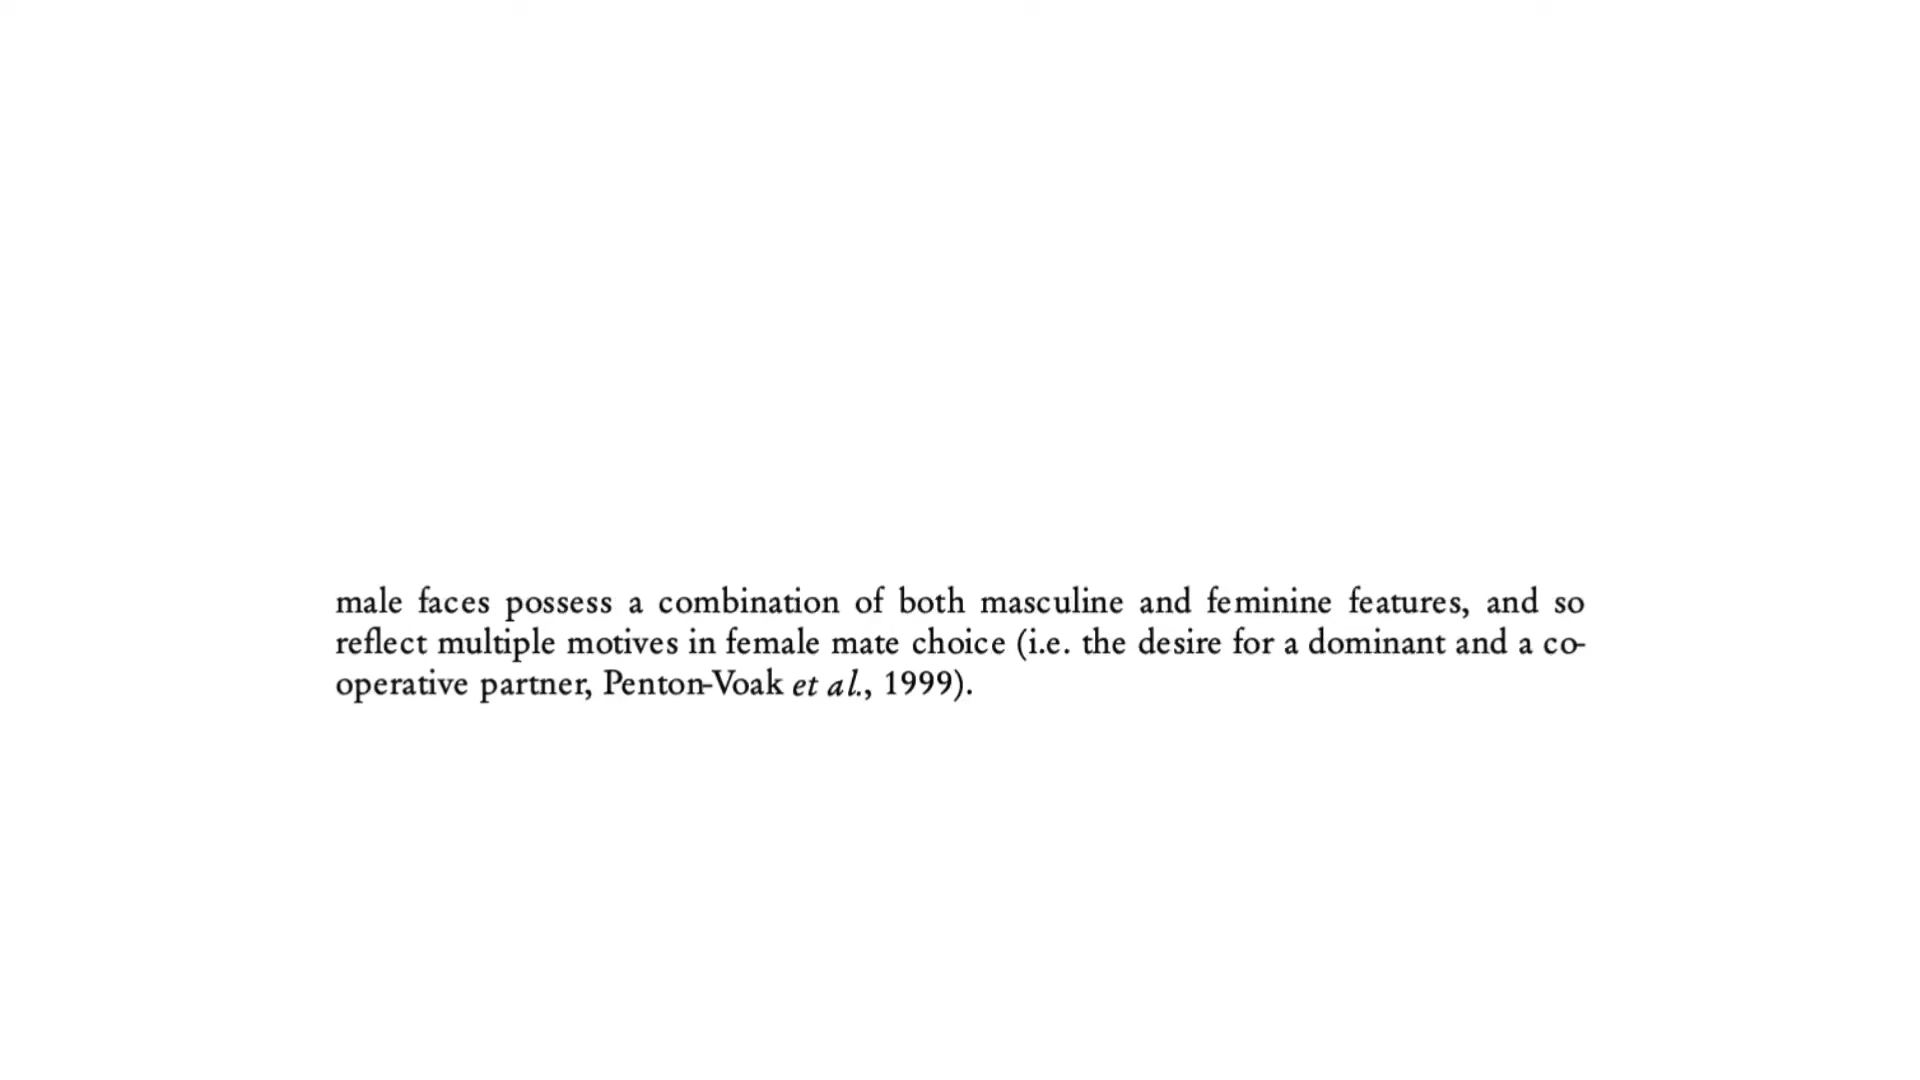 male faces possess a combination of both masculine and feminine features, and so
reflect multiple motives in female mate choice (i.e. the desire for a dominant and a co-
operative partner, Penton-Voak et al., 1999).